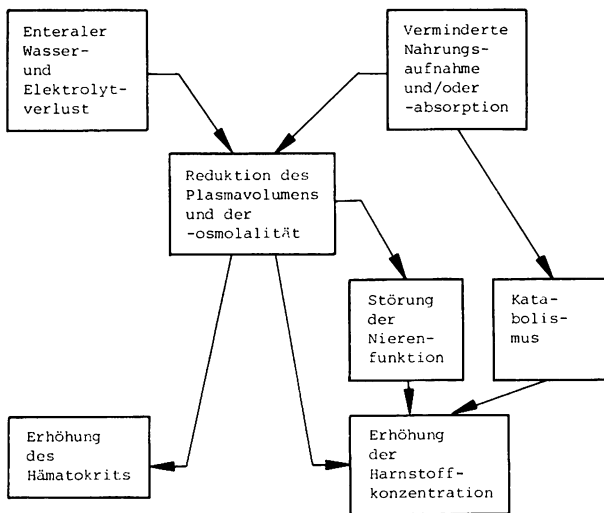 Enteraler
Wasser-
und
Elektrolyt-
verlust
Verminderte
Nahrungs-
aufnahme
und/oder
-absorption
Reduktion des
Plasmavolumens
und der
-osmolalität
Störung
der
Nieren-
funktion
Kata-
bolis-
mus
Erhöhung
des
Hämatokrits
Erhöhung
der
Harnstoff-
konzentration